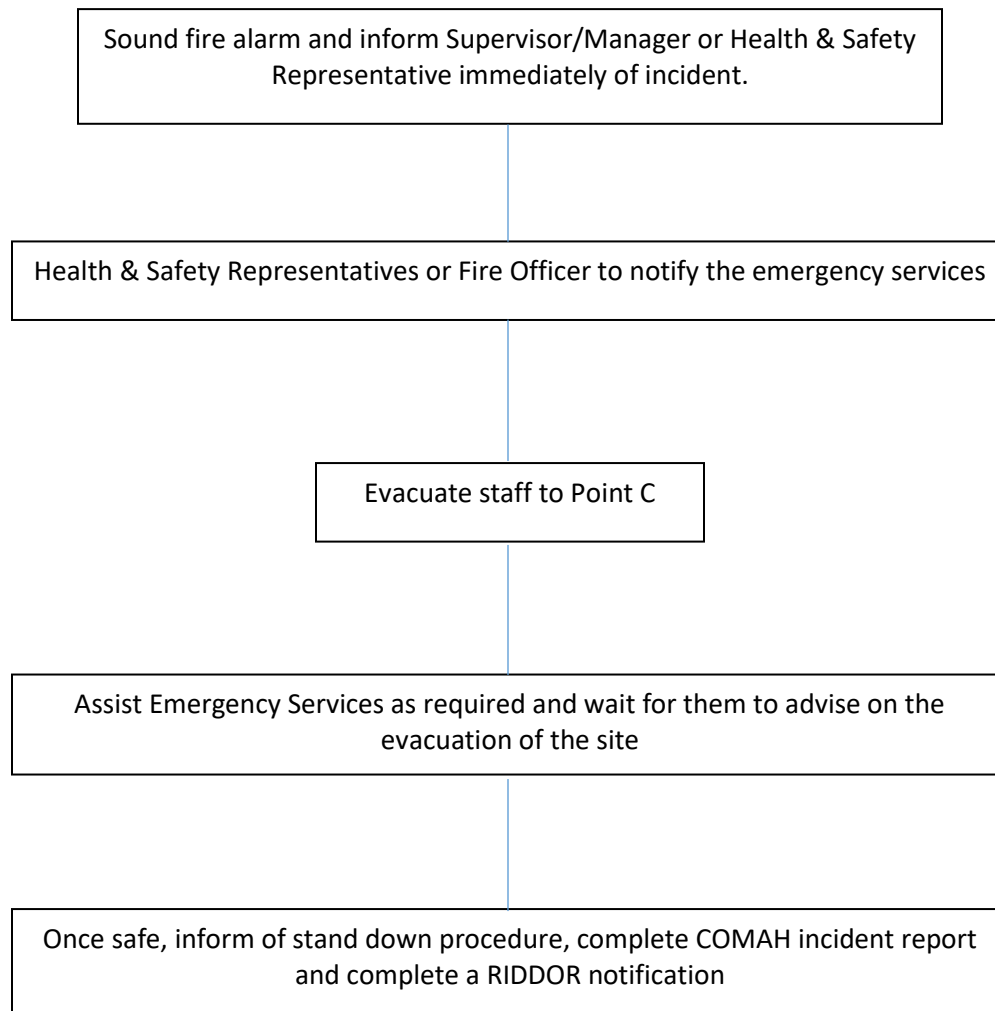 Sound fire alarm and inform Supervisor/Manager or Health & Safety
Representative immediately of incident.
Health & Safety Representatives or Fire Officer to notify the emergency services
Evacuate staff to Point C
Assist Emergency Services as required and wait for them to advise on the
evacuation of the site
Once safe, inform of stand down procedure, complete COMAH incident report
and complete a RIDDOR notification